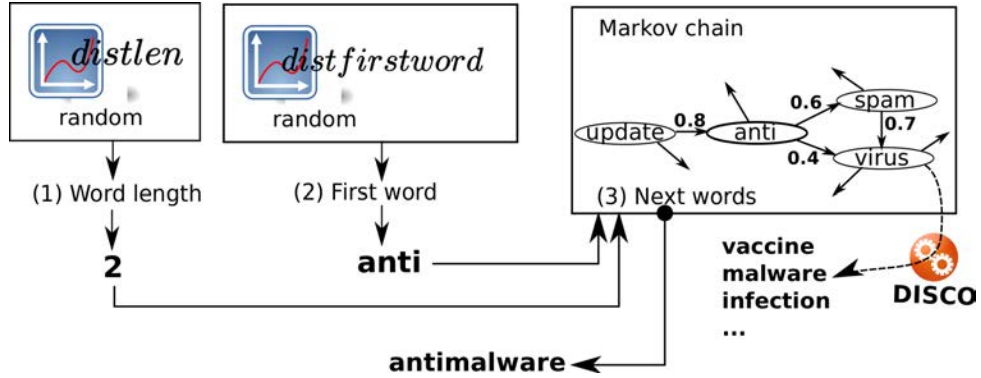 distlen
random
(1) Word length
2
distfirstword
random
(2) First word
anti
Markov chain
update
0.8
anti
0.6
spam
0.7
0.4
virus
(3) Next words
vaccine
malware
infection
...
DISCO
antimalware